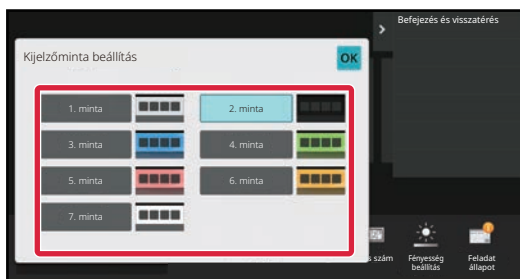 Befejezés és visszatérés
Kijelzőminta beállítás
OK
1. minta
2. minta
3. minta
4. minta
5. minta
6. minta
7. minta
s szám
Fényesség
beállítás
Feladat
állapot